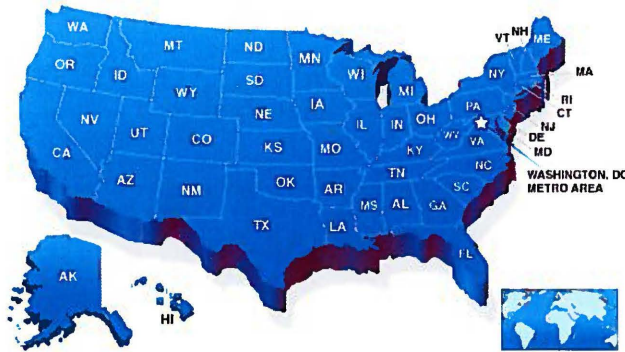 WA
MT
ND
MN
VT
NH
ME
OR
ID
SD
WI
MI
NY
MA
WY
RI
CT
IA
PA
NJ
NV
NE
IL
IN
OH
DE
MD
UT
CO
WV
VA
CA
KS
MO
KY
WASHINGTON, DC
METRO AREA
AZ
NM
OK
AR
TN
NC
SC
TX
LA
MS
AL
GA
FL
AK
HI